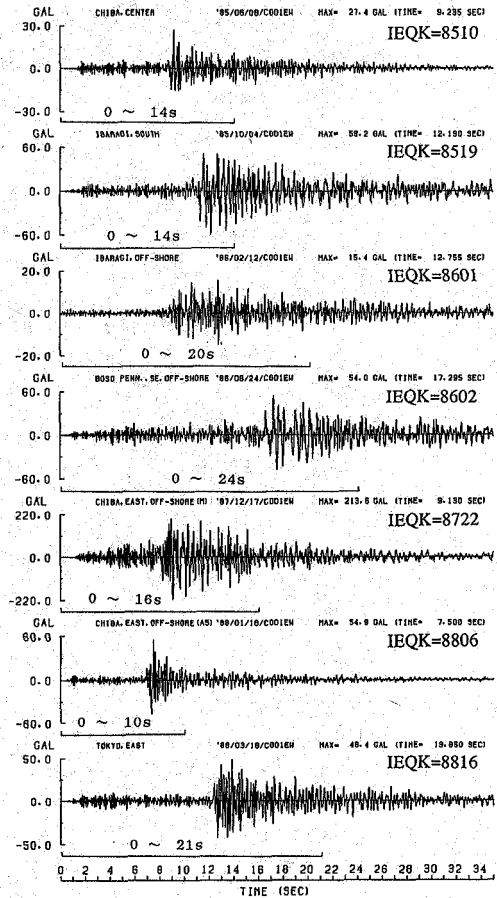 GAL CHIBA, CENTER '85/06/08/C001EW MAX= 27.4 GAL (TIME= 9.235 SEC)
IEQK=8510
30.0
0.0
-30.0
0 ~ 14s
GAL IBARAGI, SOUTH '85/10/04/C001EW MAX= 59.2 GAL (TIME= 12.190 SEC)
IEQK=8519
60.0
0.0
-60.0
0 ~ 14s
GAL IBARAGI, OFF-SHORE '86/02/12/C001EW MAX= 15.4 GAL (TIME= 12.755 SEC)
IEQK=8601
20.0
0.0
-20.0
0 ~ 20s
GAL BOSO PENN., SE, OFF-SHORE '86/06/24/C001EW MAX= 54.0 GAL (TIME= 17.295 SEC)
IEQK=8602
60.0
0.0
-60.0
0 ~ 24s
GAL CHIBA, EAST, OFF-SHORE (M) '87/12/17/C001EW MAX= 213.6 GAL (TIME= 9.130 SEC)
IEQK=8722
220.0
0.0
-220.0
0 ~ 16s
GAL CHIBA, EAST, OFF-SHORE (AS) '88/01/16/C001EW MAX= 54.9 GAL (TIME= 7.500 SEC)
IEQK=8806
60.0
0.0
-60.0
0 ~ 10s
GAL TOKYO, EAST '88/03/18/C001EW MAX= 48.4 GAL (TIME= 13.850 SEC)
IEQK=8816
50.0
0.0
-50.0
0 ~ 21s
0 2 4 6 8 10 12 14 16 18 20 22 24 26 28 30 32 34
TIME (SEC)